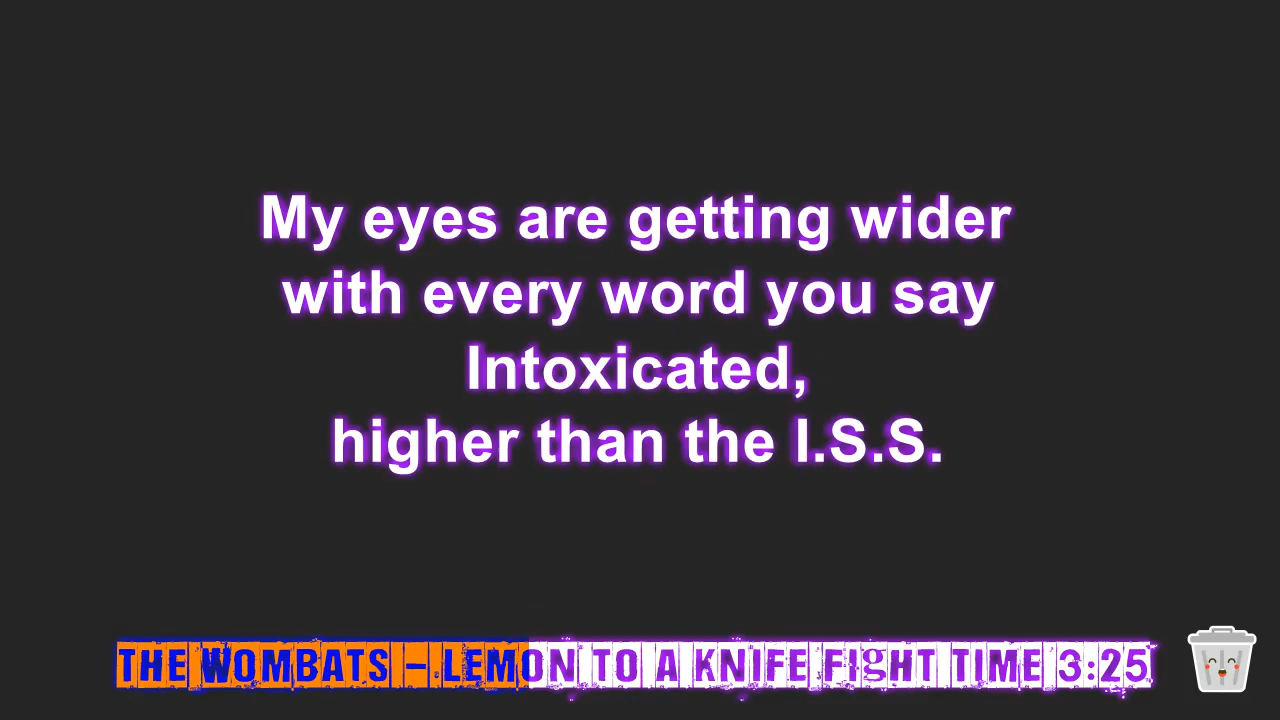 My eyes are getting wider
with every word you say
Intoxicated,
higher than the I.S.S.
THE WOMBATS - LEMON TO A KNIFE FIgHT TIME 3:25